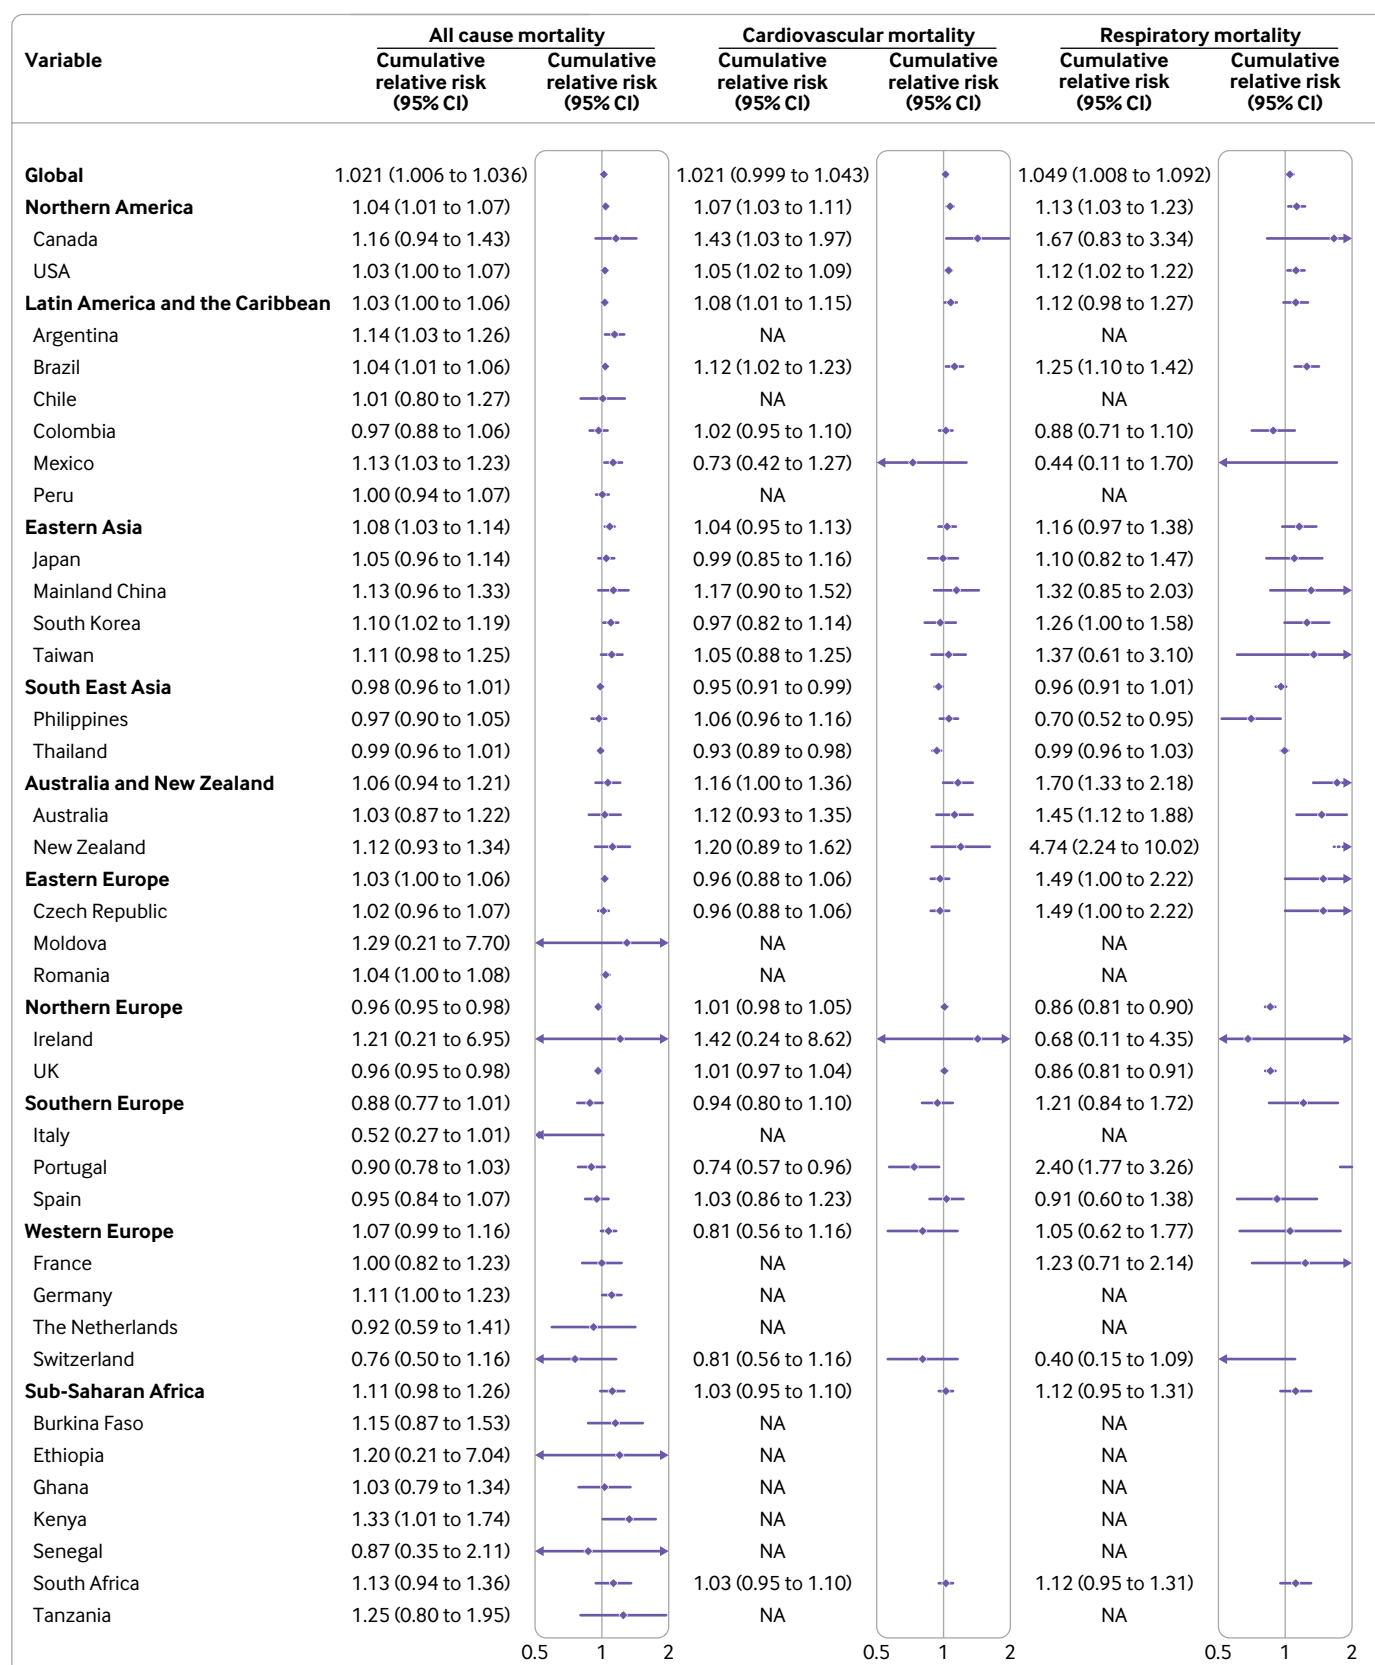 All cause mortality Cardiovascular mortality Respiratory mortality
Variable Cumulative Cumulative Cumulative Cumulative Cumulative Cumulative
relative risk relative risk relative risk relative risk relative risk relative risk
(95% CI) (95% CI) (95% CI) (95% CI) (95% CI) (95% CI)
Global 1.021 (1.006 to 1.036) 1.021 (0.999 to 1.043) 1.049 (1.008 to 1.092)
Northern America 1.04 (1.01 to 1.07) 1.07 (1.03 to 1.11) 1.13 (1.03 to 1.23)
Canada 1.16 (0.94 to 1.43) 1.43 (1.03 to 1.97) 1.67 (0.83 to 3.34)
USA 1.03 (1.00 to 1.07) 1.05 (1.02 to 1.09) 1.12 (1.02 to 1.22)
Latin America and the Caribbean 1.03 (1.00 to 1.06) 1.08 (1.01 to 1.15) 1.12 (0.98 to 1.27)
Argentina 1.14 (1.03 to 1.26) NA NA
Brazil 1.04 (1.01 to 1.06) 1.12 (1.02 to 1.23) 1.25 (1.10 to 1.42)
Chile 1.01 (0.80 to 1.27) NA NA
Colombia 0.97 (0.88 to 1.06) 1.02 (0.95 to 1.10) 0.88 (0.71 to 1.10)
Mexico 1.13 (1.03 to 1.23) 0.73 (0.42 to 1.27) 0.44 (0.11 to 1.70)
Peru 1.00 (0.94 to 1.07) NA NA
Eastern Asia 1.08 (1.03 to 1.14) 1.04 (0.95 to 1.13) 1.16 (0.97 to 1.38)
Japan 1.05 (0.96 to 1.14) 0.99 (0.85 to 1.16) 1.10 (0.82 to 1.47)
Mainland China 1.13 (0.96 to 1.33) 1.17 (0.90 to 1.52) 1.32 (0.85 to 2.03)
South Korea 1.10 (1.02 to 1.19) 0.97 (0.82 to 1.14) 1.26 (1.00 to 1.58)
Taiwan 1.11 (0.98 to 1.25) 1.05 (0.88 to 1.25) 1.37 (0.61 to 3.10)
South East Asia 0.98 (0.96 to 1.01) 0.95 (0.91 to 0.99) 0.96 (0.91 to 1.01)
Philippines 0.97 (0.90 to 1.05) 1.06 (0.96 to 1.16) 0.70 (0.52 to 0.95)
Thailand 0.99 (0.96 to 1.01) 0.93 (0.89 to 0.98) 0.99 (0.96 to 1.03)
Australia and New Zealand 1.06 (0.94 to 1.21) 1.16 (1.00 to 1.36) 1.70 (1.33 to 2.18)
Australia 1.03 (0.87 to 1.22) 1.12 (0.93 to 1.35) 1.45 (1.12 to 1.88)
New Zealand 1.12 (0.93 to 1.34) 1.20 (0.89 to 1.62) 4.74 (2.24 to 10.02)
Eastern Europe 1.03 (1.00 to 1.06) 0.96 (0.88 to 1.06) 1.49 (1.00 to 2.22)
Czech Republic 1.02 (0.96 to 1.07) 0.96 (0.88 to 1.06) 1.49 (1.00 to 2.22)
Moldova 1.29 (0.21 to 7.70) NA NA
Romania 1.04 (1.00 to 1.08) NA NA
Northern Europe 0.96 (0.95 to 0.98) 1.01 (0.98 to 1.05) 0.86 (0.81 to 0.90)
Ireland 1.21 (0.21 to 6.95) 1.42 (0.24 to 8.62) 0.68 (0.11 to 4.35)
UK 0.96 (0.95 to 0.98) 1.01 (0.97 to 1.04) 0.86 (0.81 to 0.91)
Southern Europe 0.88 (0.77 to 1.01) 0.94 (0.80 to 1.10) 1.21 (0.84 to 1.72)
Italy 0.52 (0.27 to 1.01) NA NA
Portugal 0.90 (0.78 to 1.03) 0.74 (0.57 to 0.96) 2.40 (1.77 to 3.26)
Spain 0.95 (0.84 to 1.07) 1.03 (0.86 to 1.23) 0.91 (0.60 to 1.38)
Western Europe 1.07 (0.99 to 1.16) 0.81 (0.56 to 1.16) 1.05 (0.62 to 1.77)
France 1.00 (0.82 to 1.23) NA 1.23 (0.71 to 2.14)
Germany 1.11 (1.00 to 1.23) NA NA
The Netherlands 0.92 (0.59 to 1.41) NA NA
Switzerland 0.76 (0.50 to 1.16) 0.81 (0.56 to 1.16) 0.40 (0.15 to 1.09)
Sub-Saharan Africa 1.11 (0.98 to 1.26) 1.03 (0.95 to 1.10) 1.12 (0.95 to 1.31)
Burkina Faso 1.15 (0.87 to 1.53) NA NA
Ethiopia 1.20 (0.21 to 7.04) NA NA
Ghana 1.03 (0.79 to 1.34) NA NA
Kenya 1.33 (1.01 to 1.74) NA NA
Senegal 0.87 (0.35 to 2.11) NA NA
South Africa 1.13 (0.94 to 1.36) 1.03 (0.95 to 1.10) 1.12 (0.95 to 1.31)
Tanzania 1.25 (0.80 to 1.95) NA NA
0.5 1 2 0.5 1 2 0.5 1 2